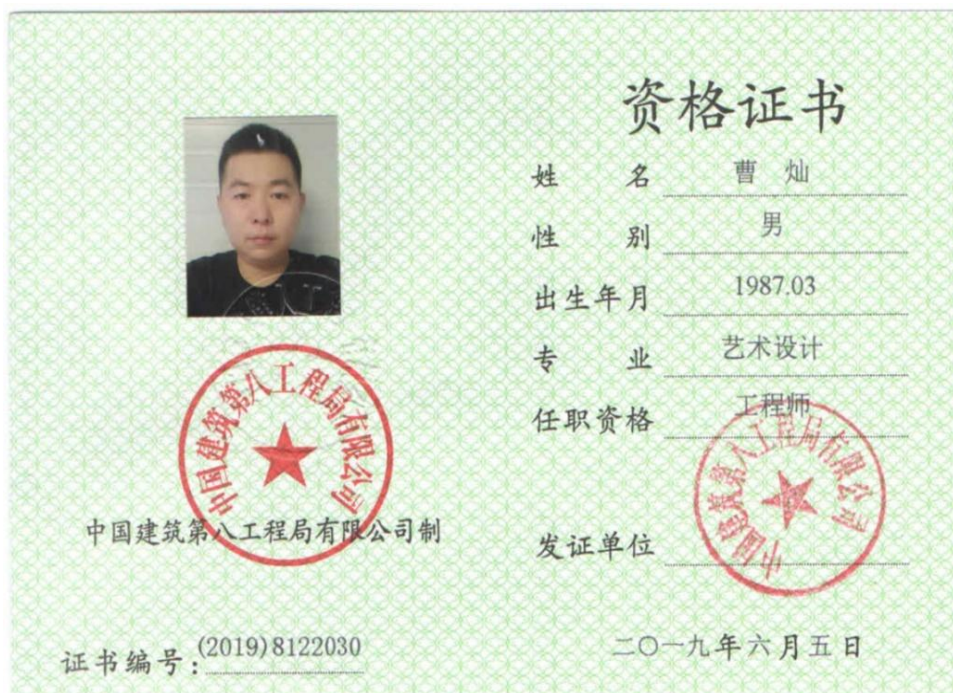 中国建筑第八工程局有限公司
中国建筑第八工程局有限公司制
证书编号:(2019)8122030
资格证书
姓 名 曹 灿
性 别 男
出生年月 1987.03
专 业 艺术设计
任职资格 工程师
中国建筑第八工程局有限公司
发证单位
二〇一九年六月五日